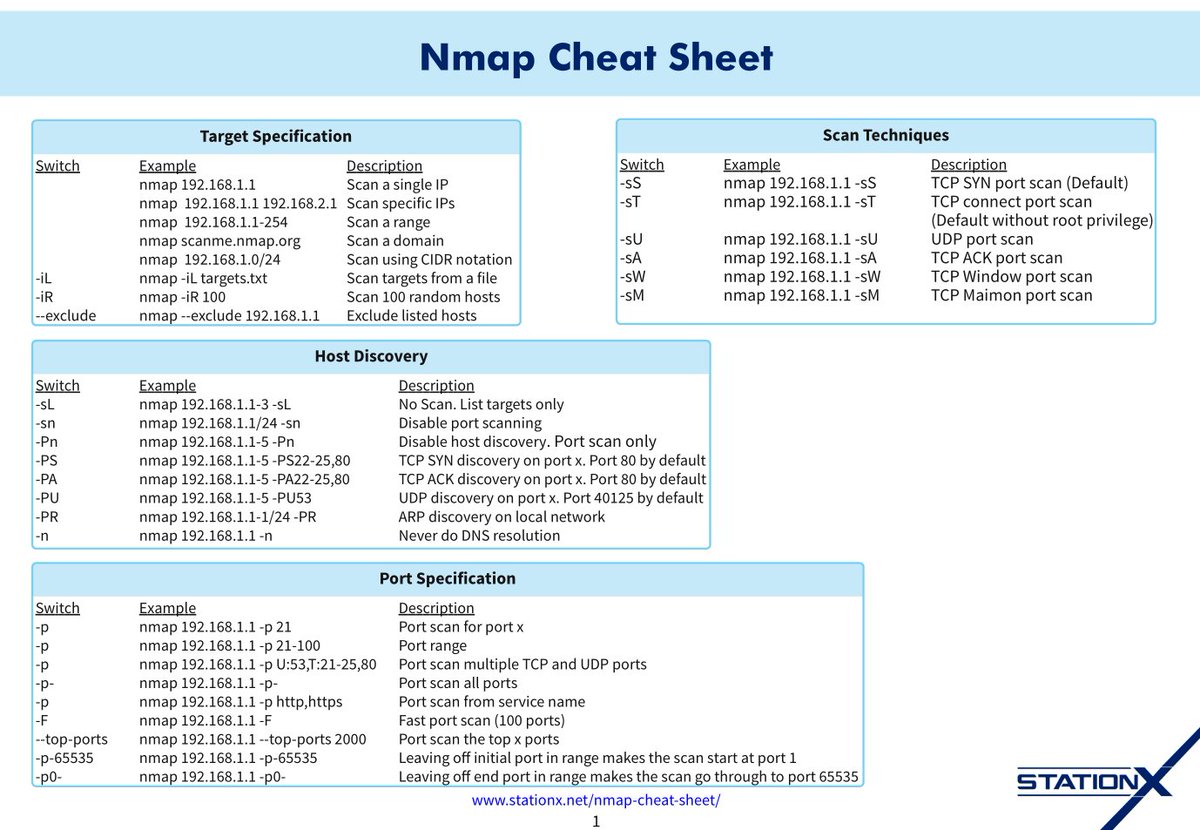 Nmap Cheat Sheet
Target Specification
Switch Example Description
nmap 192.168.1.1 Scan a single IP
nmap 192.168.1.1 192.168.2.1 Scan specific IPs
nmap 192.168.1.1-254 Scan a range
nmap scanme.nmap.org Scan a domain
nmap 192.168.1.0/24 Scan using CIDR notation
-iL nmap -iL targets.txt Scan targets from a file
-iR nmap -iR 100 Scan 100 random hosts
--exclude nmap --exclude 192.168.1.1 Exclude listed hosts
Scan Techniques
Switch Example Description
-sS nmap 192.168.1.1 -sS TCP SYN port scan (Default)
-sT nmap 192.168.1.1 -sT TCP connect port scan
(Default without root privilege)
-sU nmap 192.168.1.1 -sU UDP port scan
-sA nmap 192.168.1.1 -sA TCP ACK port scan
-sW nmap 192.168.1.1 -sW TCP Window port scan
-sM nmap 192.168.1.1 -sM TCP Maimon port scan
Host Discovery
Switch Example Description
-sL nmap 192.168.1.1-3 -sL No Scan. List targets only
-sn nmap 192.168.1.1/24 -sn Disable port scanning
-Pn nmap 192.168.1.1-5 -Pn Disable host discovery. Port scan only
-PS nmap 192.168.1.1-5 -PS22-25,80 TCP SYN discovery on port x. Port 80 by default
-PA nmap 192.168.1.1-5 -PA22-25,80 TCP ACK discovery on port x. Port 80 by default
-PU nmap 192.168.1.1-5 -PU53 UDP discovery on port x. Port 40125 by default
-PR nmap 192.168.1.1-1/24 -PR ARP discovery on local network
-n nmap 192.168.1.1 -n Never do DNS resolution
Port Specification
Switch Example Description
-p nmap 192.168.1.1 -p 21 Port scan for port x
-p nmap 192.168.1.1 -p 21-100 Port range
-p nmap 192.168.1.1 -p U:53,T:21-25,80 Port scan multiple TCP and UDP ports
-p- nmap 192.168.1.1 -p- Port scan all ports
-p nmap 192.168.1.1 -p http,https Port scan from service name
-F nmap 192.168.1.1 -F Fast port scan (100 ports)
--top-ports nmap 192.168.1.1 --top-ports 2000 Port scan the top x ports
-p-65535 nmap 192.168.1.1 -p-65535 Leaving off initial port in range makes the scan start at port 1
-p0- nmap 192.168.1.1 -p0- Leaving off end port in range makes the scan go through to port 65535
www.stationx.net/nmap-cheat-sheet/
1
STATIONX